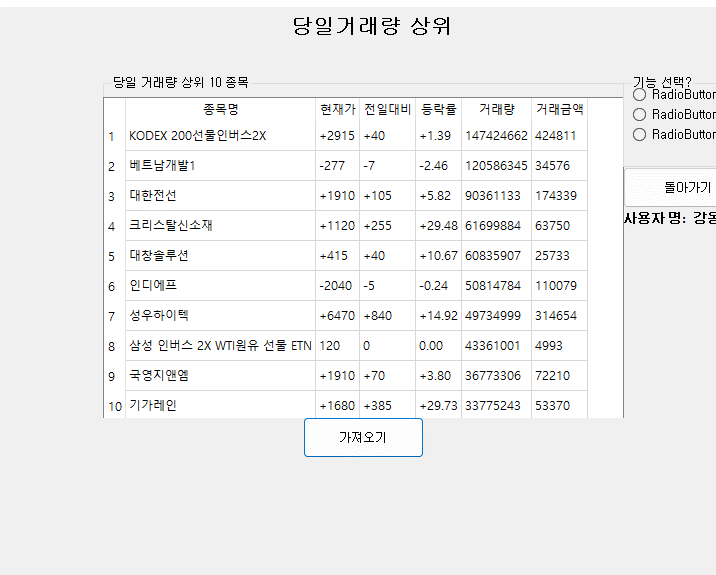 당일거래량 상위
당일 거래량 상위 10 종목
기능 선택?
RadioButton
RadioButton
RadioButton
종목명 현재가 전일대비 등락률 거래량 거래금액
1 KODEX 200선물인버스2X +2915 +40 +1.39 147424662 424811
2 베트남개발1 -277 -7 -2.46 120586345 34576
3 대한전선 +1910 +105 +5.82 90361133 174339
4 크리스탈신소재 +1120 +255 +29.48 61699884 63750
5 대창솔루션 +415 +40 +10.67 60835907 25733
6 인디에프 -2040 -5 -0.24 50814784 110079
7 성우하이텍 +6470 +840 +14.92 49734999 314654
8 삼성 인버스 2X WTI원유 선물 ETN 120 0 0.00 43361001 4993
9 국영지앤엠 +1910 +70 +3.80 36773306 72210
10 기가레인 +1680 +385 +29.73 33775243 53370
돌아가기
사용자 명: 강
가져오기